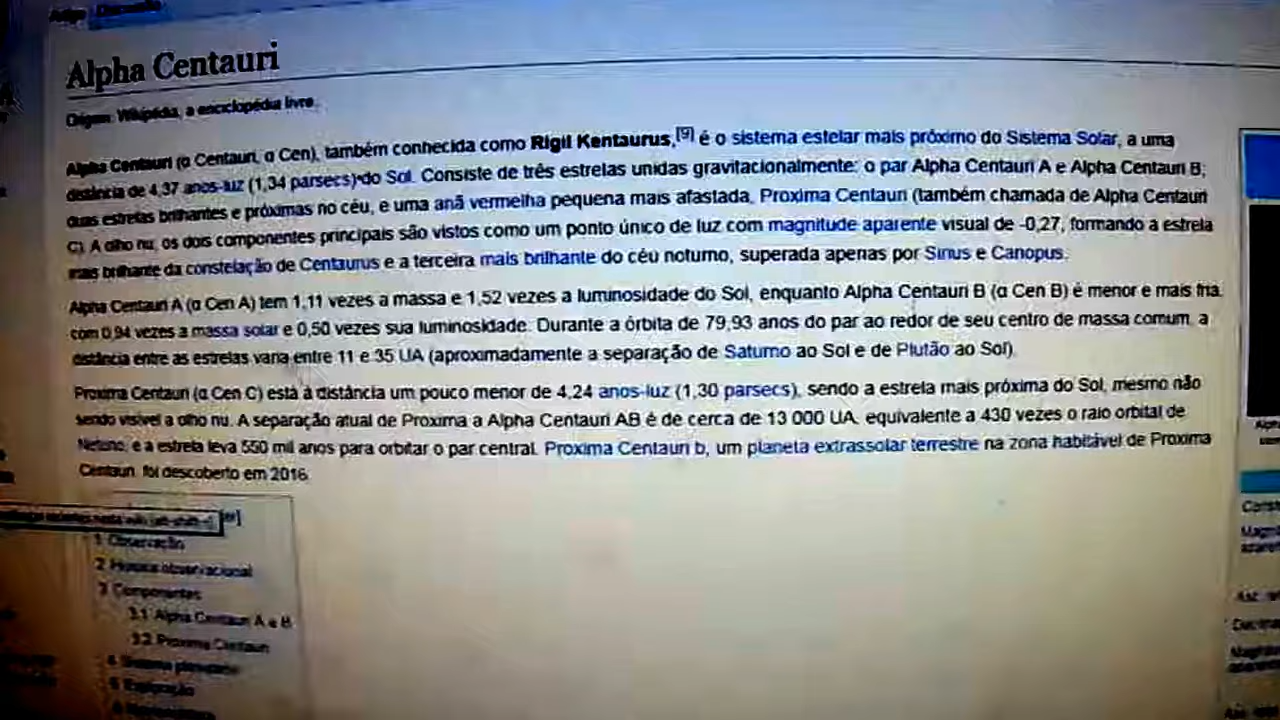 Artigo Discussão
Alpha Centauri
Origem: Wikipédia, a enciclopédia livre.
Alpha Centauri (α Centauri, α Cen), também conhecida como Rigil Kentaurus,[9] é o sistema estelar mais próximo do Sistema Solar, a uma
distância de 4,37 anos-luz (1,34 parsecs) do Sol. Consiste de três estrelas unidas gravitacionalmente: o par Alpha Centauri A e Alpha Centauri B;
duas estrelas brilhantes e próximas no céu, e uma anã vermelha pequena mais afastada, Proxima Centauri (também chamada de Alpha Centauri
C). A olho nu, os dois componentes principais são vistos como um ponto único de luz com magnitude aparente visual de -0,27, formando a estrela
mais brilhante da constelação de Centaurus e a terceira mais brilhante do céu noturno, superada apenas por Sirius e Canopus.
Alpha Centauri A (α Cen A) tem 1,11 vezes a massa e 1,52 vezes a luminosidade do Sol, enquanto Alpha Centauri B (α Cen B) é menor e mais fria,
com 0,94 vezes a massa solar e 0,50 vezes sua luminosidade. Durante a órbita de 79,93 anos do par ao redor de seu centro de massa comum, a
distância entre as estrelas varia entre 11 e 35 UA (aproximadamente a separação de Saturno ao Sol e de Plutão ao Sol).
Proxima Centauri (α Cen C) está à distância um pouco menor de 4,24 anos-luz (1,30 parsecs), sendo a estrela mais próxima do Sol, mesmo não
sendo visível a olho nu. A separação atual de Proxima a Alpha Centauri AB é de cerca de 13 000 UA, equivalente a 430 vezes o raio orbital de
Netuno, e a estrela leva 550 mil anos para orbitar o par central. Proxima Centauri b, um planeta extrassolar terrestre na zona habitável de Proxima
Centauri, foi descoberto em 2016.
1 Observação
2 História observacional
3 Componentes
3.1 Alpha Centauri A e B
3.2 Proxima Centauri
4 Sistema planetário
5 Exploração